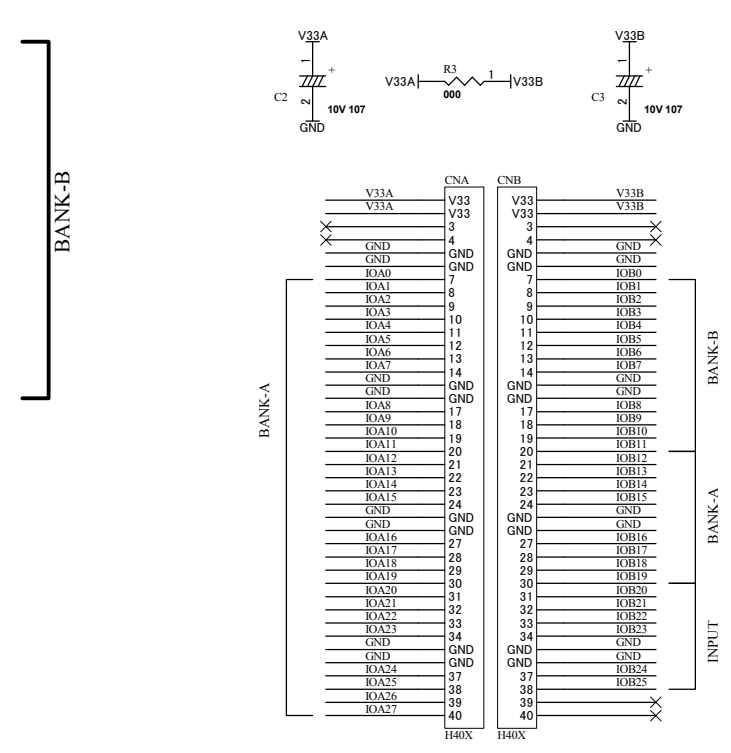 V33A
1
+
C2
2
10V 107
GND
V33A
R3
1
V33B
000
V33B
1
+
C3
2
10V 107
GND
BANK-B
CNA CNB
V33A V33 V33 V33B
V33A V33 V33 V33B
3 3
4 4
GND GND GND GND
GND GND GND GND
IOA0 7 7 IOB0
IOA1 8 8 IOB1
IOA2 9 9 IOB2
IOA3 10 10 IOB3
IOA4 11 11 IOB4
IOA5 12 12 IOB5
IOA6 13 13 IOB6
IOA7 14 14 IOB7
GND GND GND GND
GND GND GND GND
IOA8 17 17 IOB8
IOA9 18 18 IOB9
IOA10 19 19 IOB10
IOA11 20 20 IOB11
IOA12 21 21 IOB12
IOA13 22 22 IOB13
IOA14 23 23 IOB14
IOA15 24 24 IOB15
GND GND GND GND
GND GND GND GND
IOA16 27 27 IOB16
IOA17 28 28 IOB17
IOA18 29 29 IOB18
IOA19 30 30 IOB19
IOA20 31 31 IOB20
IOA21 32 32 IOB21
IOA22 33 33 IOB22
IOA23 34 34 IOB23
GND GND GND GND
GND GND GND GND
IOA24 37 37 IOB24
IOA25 38 38 IOB25
IOA26 39 39
IOA27 40 40
H40X H40X
BANK-A
BANK-B
BANK-A
INPUT